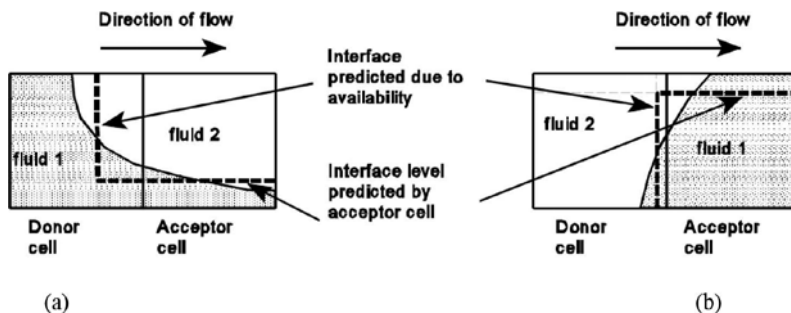 Direction of flow
Direction of flow
Interface
predicted due to
availability
fluid 2
fluid 1
fluid 2
fluid 1
Interface level
predicted by
acceptor cell
Donor
cell
Acceptor
cell
Donor
cell
Acceptor
cell
(a)
(b)